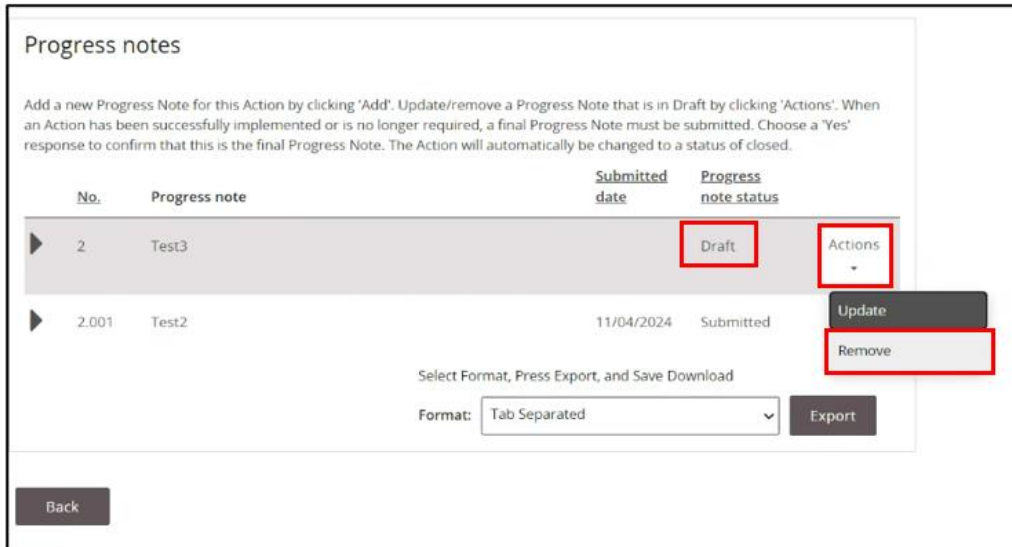 Progress notes
Add a new Progress Note for this Action by clicking 'Add'. Update/remove a Progress Note that is in Draft by clicking 'Actions'. When
an Action has been successfully implemented or is no longer required, a final Progress Note must be submitted. Choose a 'Yes'
response to confirm that this is the final Progress Note. The Action will automatically be changed to a status of closed.
No. Progress note Submitted date Progress note status
2 Test3 Draft Actions
Update
2.001 Test2 11/04/2024 Submitted
Remove
Select Format, Press Export, and Save Download
Format: Tab Separated Export
Back